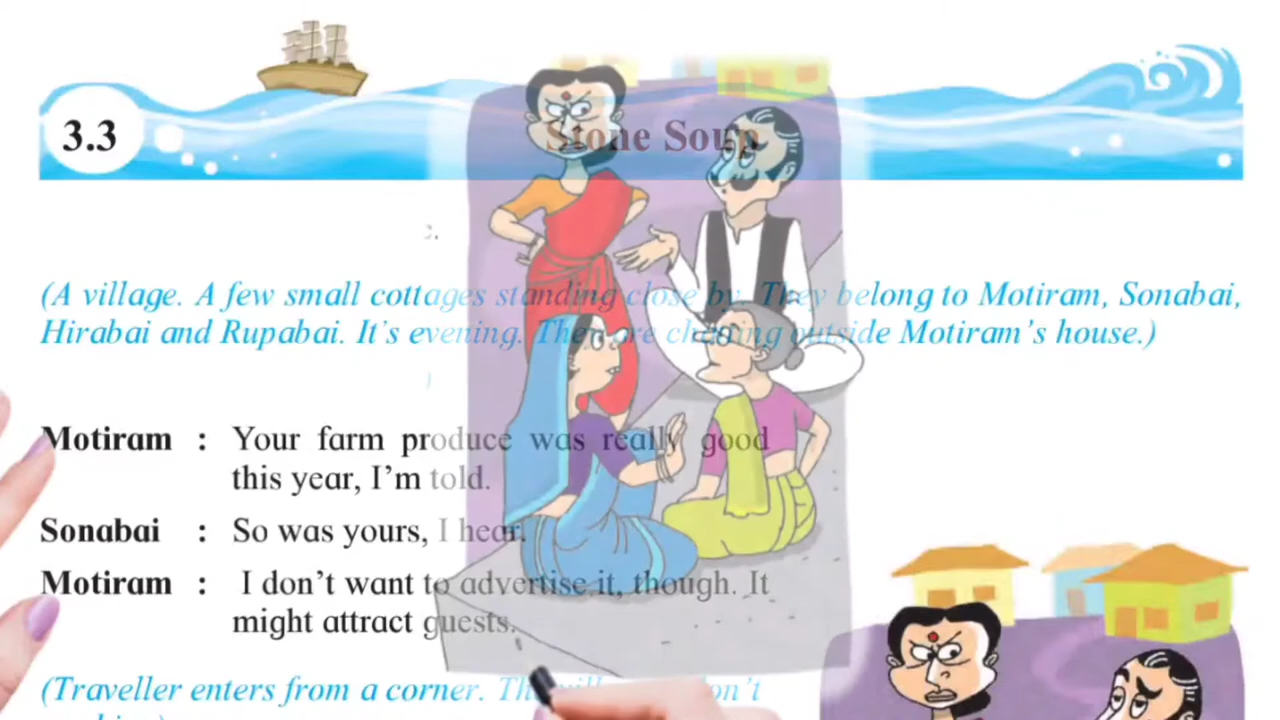 3.3
Stone Soup
(A village. A few small cottages standing close by. They belong to Motiram, Sonabai,
Hirabai and Rupabai. It’s evening. They are chatting outside Motiram’s house.)
Motiram : Your farm produce was really good
this year, I’m told.
Sonabai : So was yours, I hear.
Motiram : I don’t want to advertise it, though. It
might attract guests.
(Traveller enters from a corner. The villagers don’t